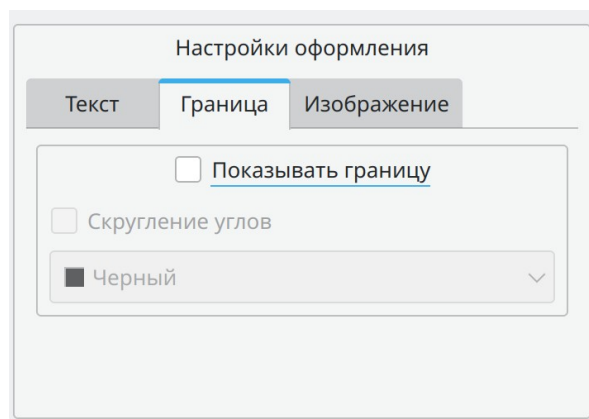 Настройки оформления
Текст Граница Изображение
Показывать границу
Скругление углов
Черный